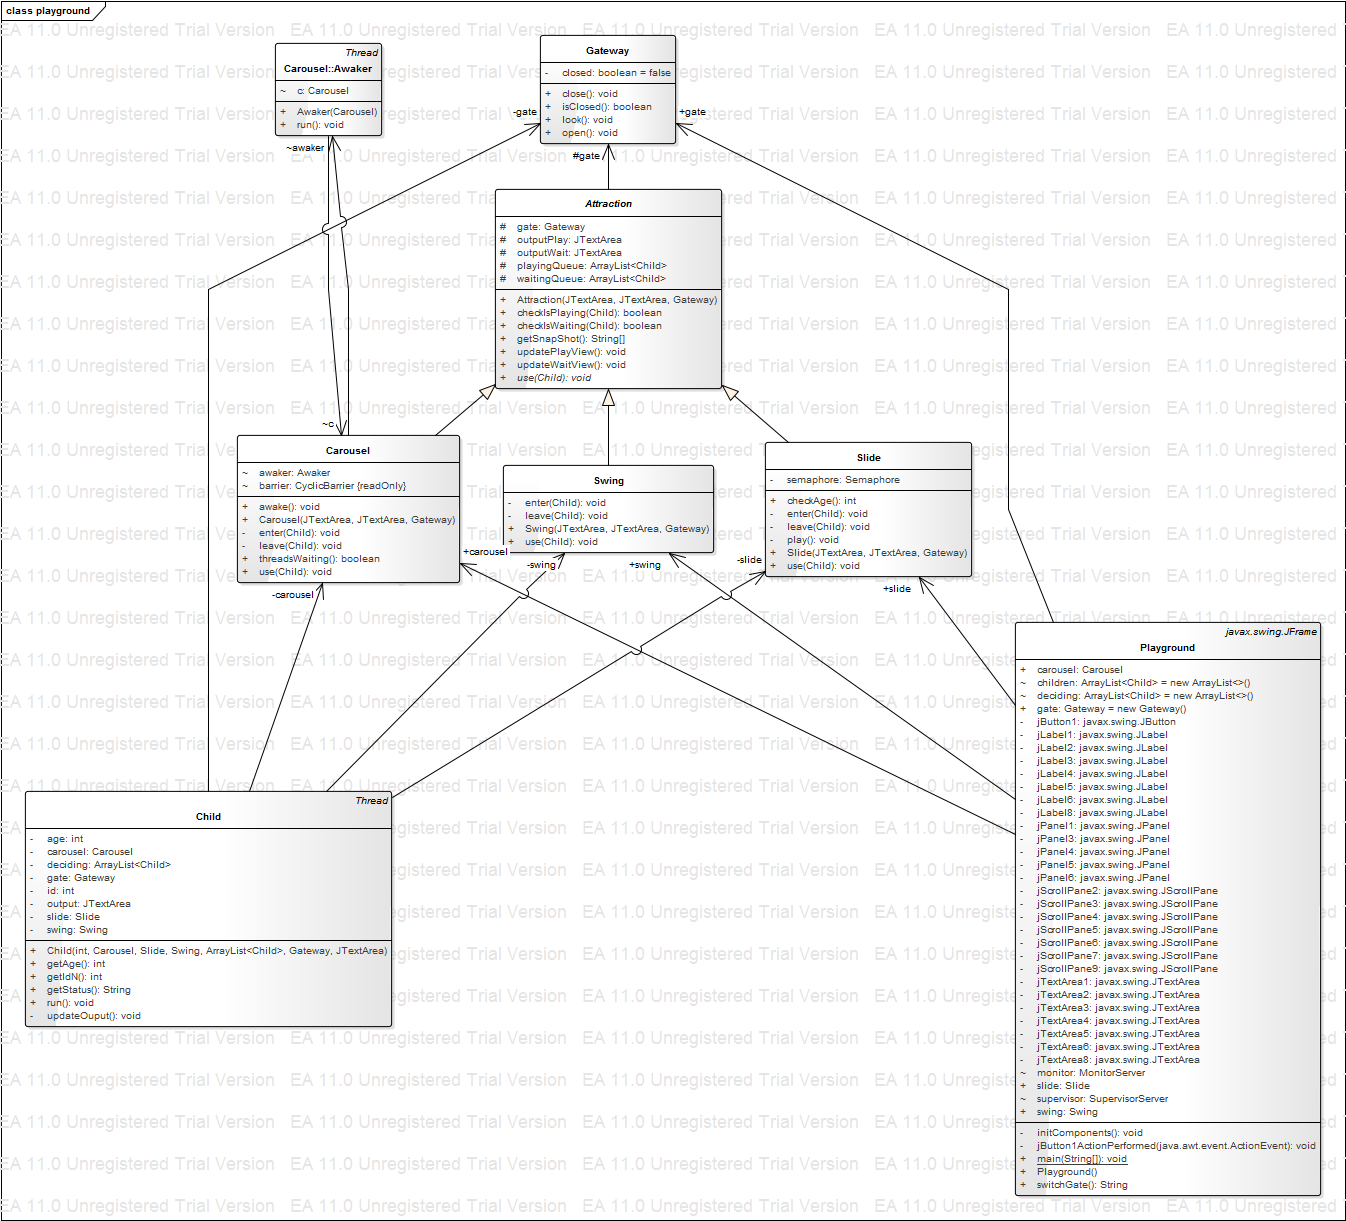 class playground
Thread
Carousel::Awaker
~ c: Carousel
+ Awaker(Carousel)
+ run(): void
Gateway
- closed: boolean = false
+ close(): void
+ isClosed(): boolean
+ look(): void
+ open(): void
-gate
+gate
~awaker
#gate
Attraction
# gate: Gateway
# outputPlay: JTextArea
# outputWait: JTextArea
# playingQueue: ArrayList<Child>
# waitingQueue: ArrayList<Child>
+ Attraction(JTextArea, JTextArea, Gateway)
+ checkIsPlaying(Child): boolean
+ checkIsWaiting(Child): boolean
+ getSnapShot(): String[]
+ updatePlayView(): void
+ updateWaitView(): void
+ use(Child): void
~c
Carousel
~ awaker: Awaker
~ barrier: CyclicBarrier {readOnly}
+ awake(): void
+ Carousel(JTextArea, JTextArea, Gateway)
- enter(Child): void
- leave(Child): void
+ threadsWaiting(): boolean
+ use(Child): void
Swing
- enter(Child): void
- leave(Child): void
+ Swing(JTextArea, JTextArea, Gateway)
+ use(Child): void
Slide
- semaphore: Semaphore
+ checkAge(): int
- enter(Child): void
- leave(Child): void
- play(): void
+ Slide(JTextArea, JTextArea, Gateway)
+ use(Child): void
+carousel
-swing
+swing
-slide
+slide
-carousel
javax.swing.JFrame
Playground
+ carousel: Carousel
~ children: ArrayList<Child> = new ArrayList<>()
~ deciding: ArrayList<Child> = new ArrayList<>()
+ gate: Gateway = new Gateway()
- jButton1: javax.swing.JButton
- jLabel1: javax.swing.JLabel
- jLabel2: javax.swing.JLabel
- jLabel3: javax.swing.JLabel
- jLabel4: javax.swing.JLabel
- jLabel5: javax.swing.JLabel
- jLabel6: javax.swing.JLabel
- jLabel8: javax.swing.JLabel
- jPanel1: javax.swing.JPanel
- jPanel3: javax.swing.JPanel
- jPanel4: javax.swing.JPanel
- jPanel5: javax.swing.JPanel
- jPanel6: javax.swing.JPanel
- jScrollPane2: javax.swing.JScrollPane
- jScrollPane3: javax.swing.JScrollPane
- jScrollPane4: javax.swing.JScrollPane
- jScrollPane5: javax.swing.JScrollPane
- jScrollPane6: javax.swing.JScrollPane
- jScrollPane7: javax.swing.JScrollPane
- jScrollPane9: javax.swing.JScrollPane
- jTextArea1: javax.swing.JTextArea
- jTextArea2: javax.swing.JTextArea
- jTextArea3: javax.swing.JTextArea
- jTextArea4: javax.swing.JTextArea
- jTextArea5: javax.swing.JTextArea
- jTextArea6: javax.swing.JTextArea
- jTextArea8: javax.swing.JTextArea
~ monitor: MonitorServer
+ slide: Slide
~ supervisor: SupervisorServer
+ swing: Swing
- initComponents(): void
- jButton1ActionPerformed(java.awt.event.ActionEvent): void
+ main(String[]): void
+ Playground()
+ switchGate(): String
Thread
Child
- age: int
- carousel: Carousel
- deciding: ArrayList<Child>
- gate: Gateway
- id: int
- output: JTextArea
- slide: Slide
- swing: Swing
+ Child(int, Carousel, Slide, Swing, ArrayList<Child>, Gateway, JTextArea)
+ getAge(): int
+ getIdN(): int
+ getStatus(): String
+ run(): void
- updateOuput(): void
EA 11.0 Unregistered Trial Version